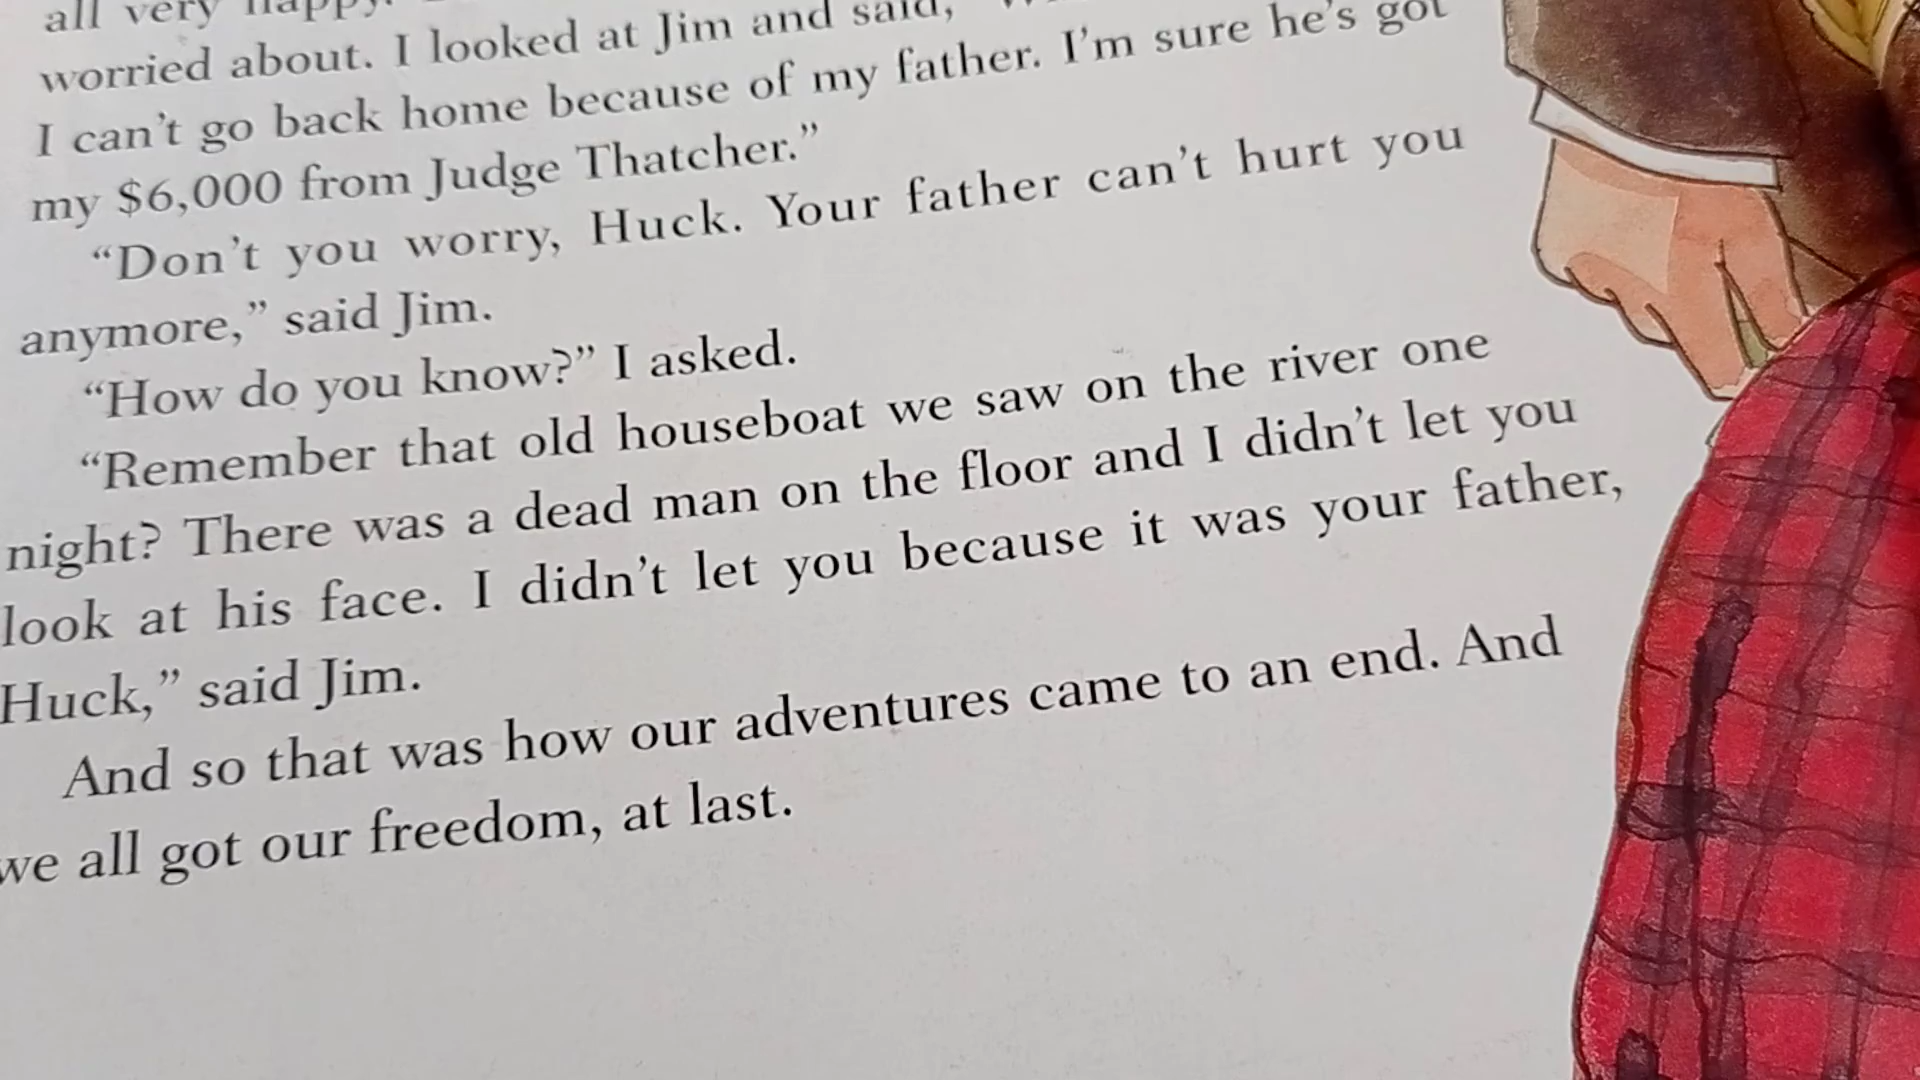 all very happy.
worried about. I looked at Jim and said,
I can't go back home because of my father. I'm sure he's got
my $6,000 from Judge Thatcher.”
“Don't you worry, Huck. Your father can't hurt you
anymore,” said Jim.
“How do you know?” I asked.
“Remember that old houseboat we saw on the river one
night? There was a dead man on the floor and I didn't let you
look at his face. I didn't let you because it was your father,
Huck,” said Jim.
And so that was how our adventures came to an end. And
we all got our freedom, at last.